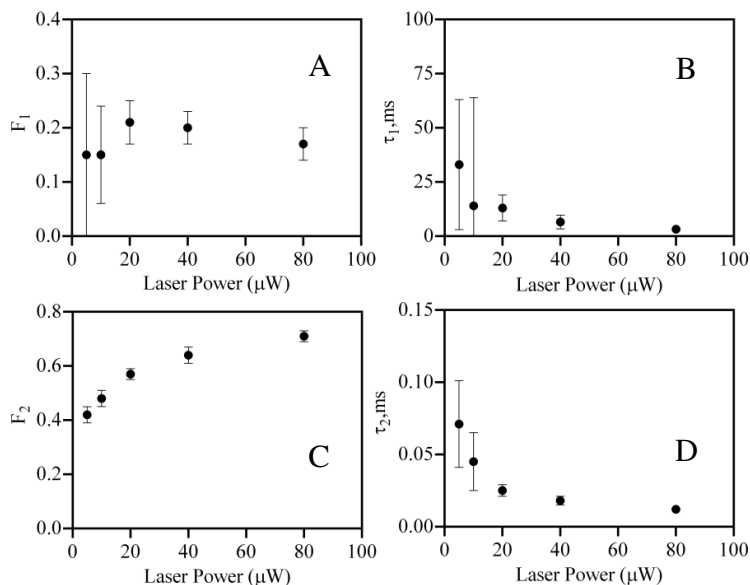 0.4
0.3
0.2
0.1
0.0
F1
A
0 20 40 60 80 100
Laser Power (μW)
100
75
50
25
0
τ1,ms
B
0 20 40 60 80 100
Laser Power (μW)
0.8
0.6
0.4
0.2
0.0
F2
C
0 20 40 60 80 100
Laser Power (μW)
0.15
0.10
0.05
0.00
τ2,ms
D
0 20 40 60 80 100
Laser Power (μW)